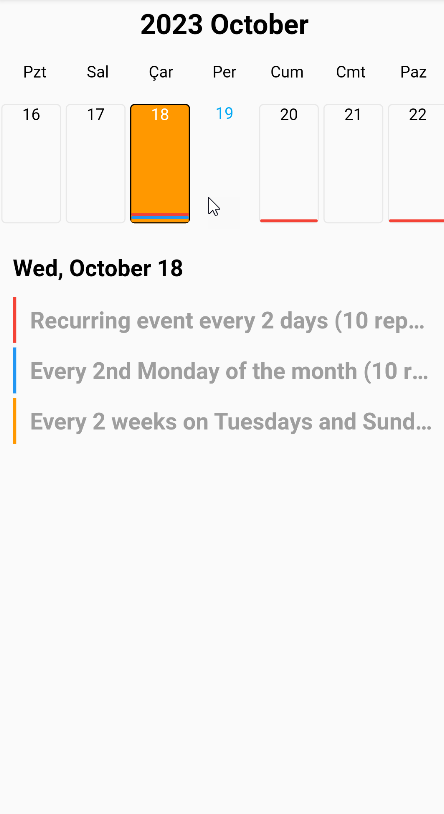 2023 October
Pzt Sal Çar Per Cum Cmt Paz
16 17 18 19 20 21 22
Wed, October 18
Recurring event every 2 days (10 rep...
Every 2nd Monday of the month (10 r...
Every 2 weeks on Tuesdays and Sund...